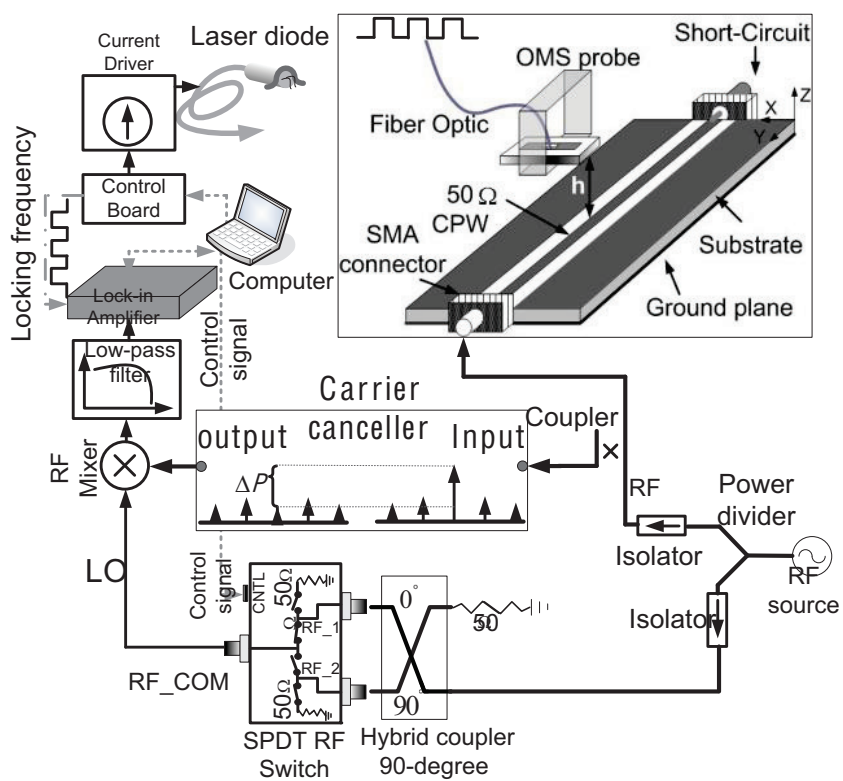 Current
Driver
Laser diode
Control
Board
Locking frequency
Computer
Lock-in
Amplifier
Low-pass
filter
Control
signal
RF
Mixer
LO
OMS probe
Short-Circuit
Fiber Optic
X
Y
Z
h
50 Ω
CPW
SMA
connector
Substrate
Ground plane
Carrier
canceller
output
Input
ΔP
Coupler
RF
Power
divider
Isolator
RF
source
Isolator
Control
signal
CNTL
50Ω
Ω
RF_1
RF_2
50Ω
RF_COM
SPDT RF
Switch
0°
90°
50
Ω
Hybrid coupler
90-degree